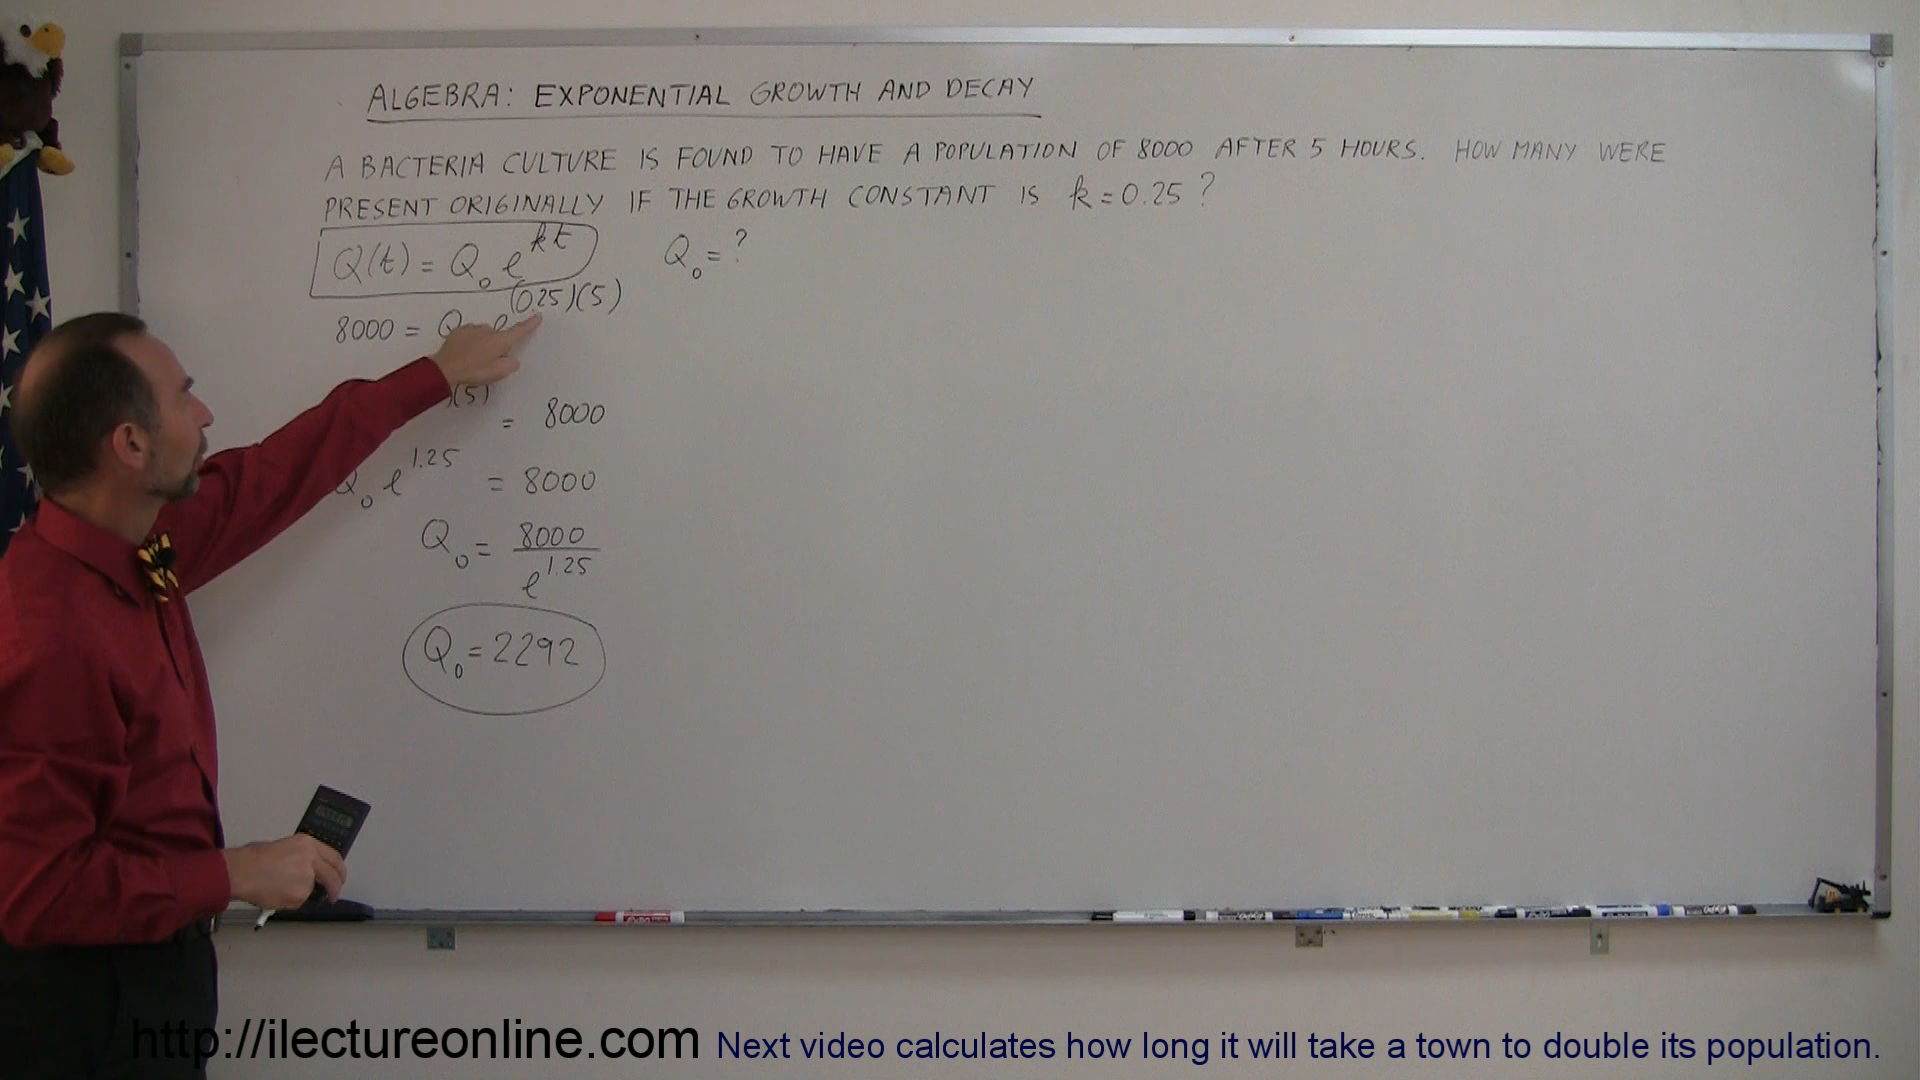 ALGEBRA: EXPONENTIAL GROWTH AND DECAY
A BACTERIA CULTURE IS FOUND TO HAVE A POPULATION OF 8000 AFTER 5 HOURS. HOW MANY WERE
PRESENT ORIGINALLY IF THE GROWTH CONSTANT IS k = 0.25 ?
Q(t) = Q₀ e^kt Q₀ = ?
8000 = Q e^(0.25)(5)
)(5) = 8000
Q₀ e^1.25 = 8000
Q₀ = 8000 / e^1.25
Q₀ = 2292
http://ilectureonline.com Next video calculates how long it will take a town to double its population.